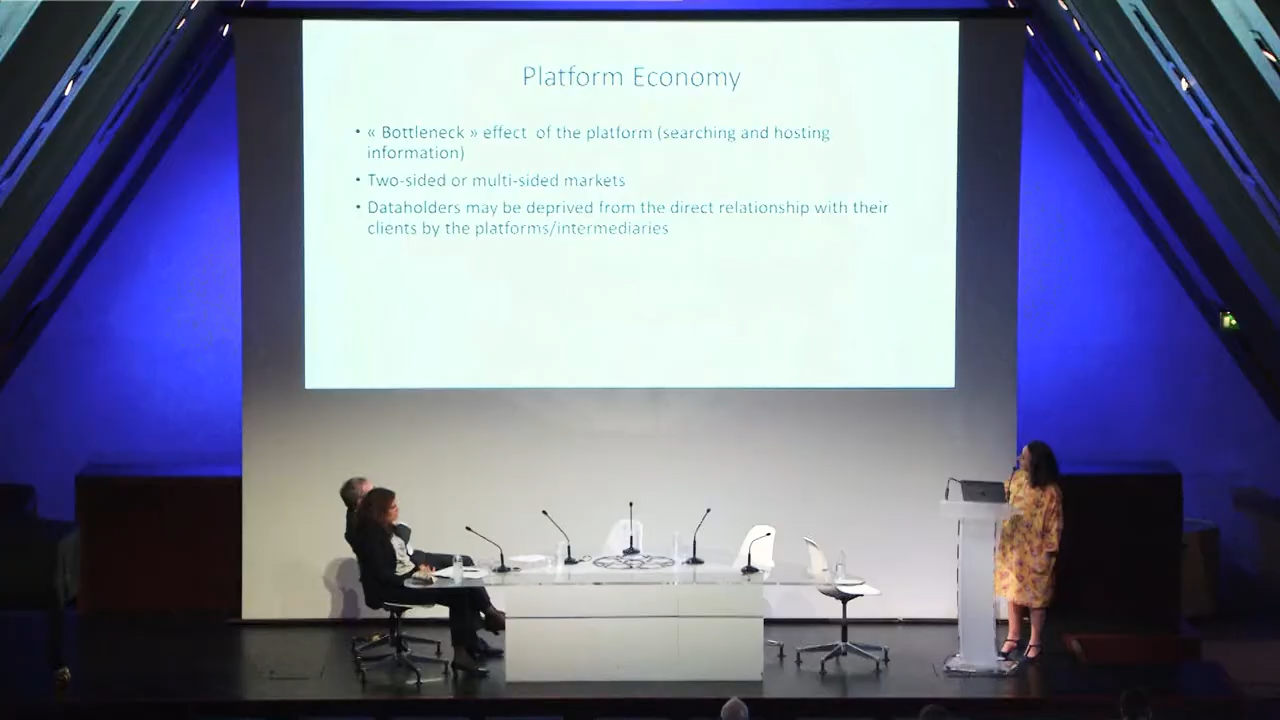 Platform Economy
• « Bottleneck » effect of the platform (searching and hosting
information)
• Two-sided or multi-sided markets
• Dataholders may be deprived from the direct relationship with their
clients by the platforms/intermediaries